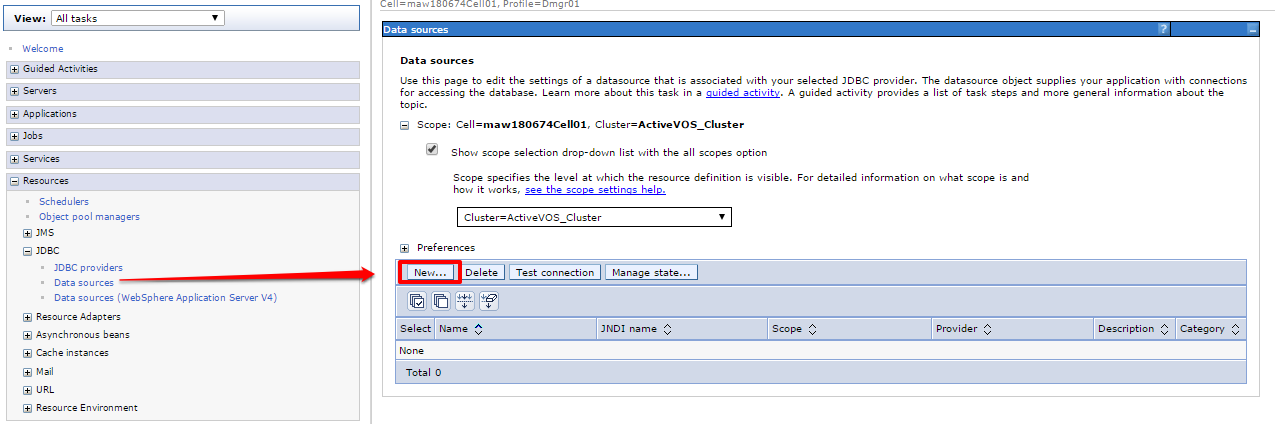 Cell=maw180674Cell01, Profile=Dmgr01
View: All tasks
Welcome
Guided Activities
Servers
Applications
Jobs
Services
Resources
Schedulers
Object pool managers
JMS
JDBC
JDBC providers
Data sources
Data sources (WebSphere Application Server V4)
Resource Adapters
Asynchronous beans
Cache instances
Mail
URL
Resource Environment
Data sources ?
Data sources
Use this page to edit the settings of a datasource that is associated with your selected JDBC provider. The datasource object supplies your application with connections
for accessing the database. Learn more about this task in a guided activity. A guided activity provides a list of task steps and more general information about the
topic.
Scope: Cell=maw180674Cell01, Cluster=ActiveVOS_Cluster
Show scope selection drop-down list with the all scopes option
Scope specifies the level at which the resource definition is visible. For detailed information on what scope is and
how it works, see the scope settings help.
Cluster=ActiveVOS_Cluster
Preferences
New... Delete Test connection Manage state...
Select Name JNDI name Scope Provider Description Category
None
Total 0